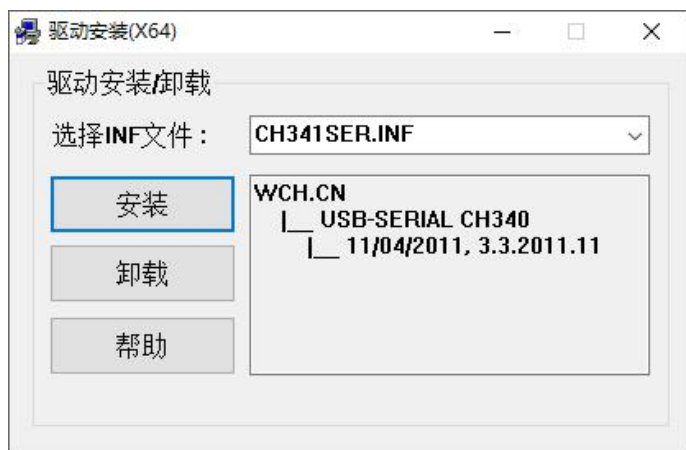 驱动安装(X64)
驱动安装/卸载
选择INF文件：
CH341SER.INF
安装
卸载
帮助
WCH.CN
|__ USB-SERIAL CH340
|__ 11/04/2011, 3.3.2011.11